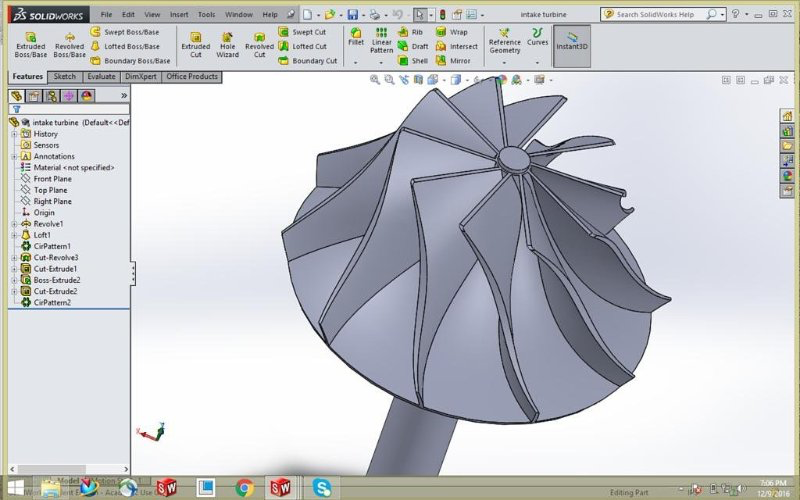 SOLIDWORKS File Edit View Insert Tools Window Help intake turbine Search SolidWorks Help
Extruded Boss/Base
Revolved Boss/Base
Swept Boss/Base
Lofted Boss/Base
Boundary Boss/Base
Extruded Cut
Hole Wizard
Revolved Cut
Swept Cut
Lofted Cut
Boundary Cut
Fillet
Linear Pattern
Rib
Draft
Shell
Wrap
Intersect
Mirror
Reference Geometry
Curves
Instant3D
Features Sketch Evaluate DimXpert Office Products
intake turbine (Default<<Def
History
Sensors
Annotations
Material <not specified>
Front Plane
Top Plane
Right Plane
Origin
Revolve1
Loft1
CirPattern1
Cut-Revolve3
Cut-Extrude1
Boss-Extrude2
Cut-Extrude2
CirPattern2
Editing Part
7:06 PM
12/9/2016